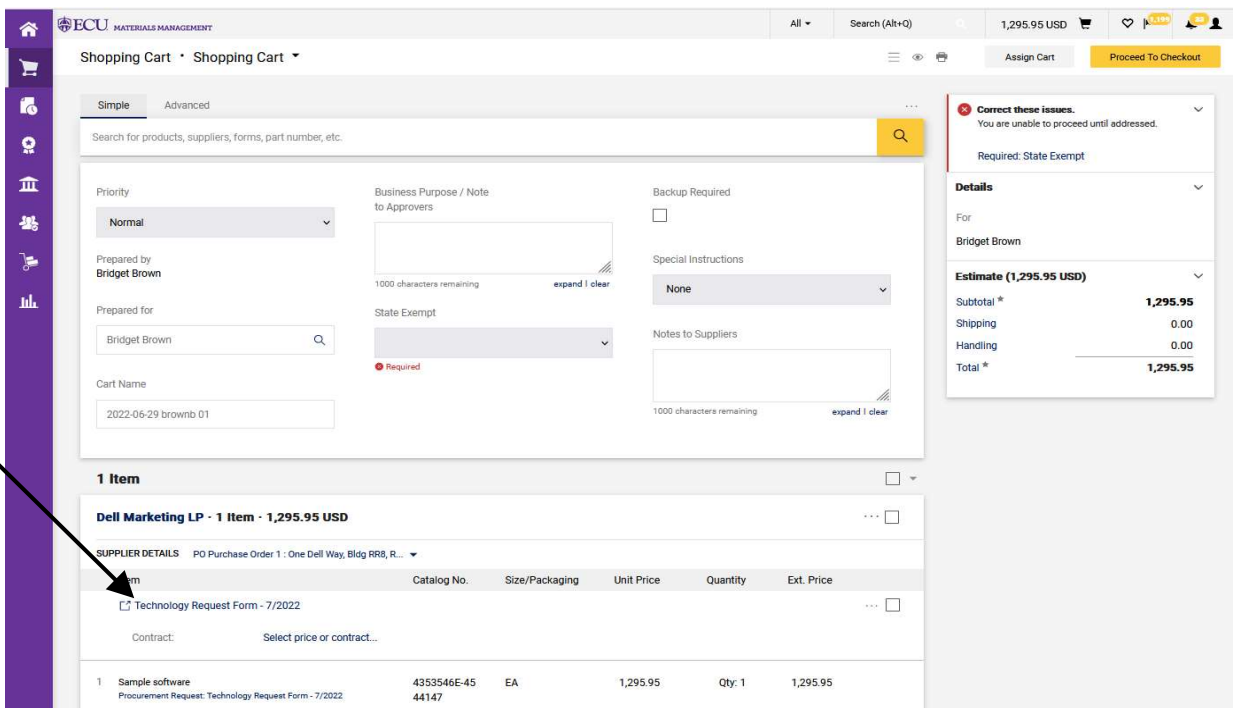 ECU MATERIALS MANAGEMENT
All
Search (Alt+Q)
1,295.95 USD
1,199
Shopping Cart · Shopping Cart
Assign Cart
Proceed To Checkout
Simple
Advanced
...
Search for products, suppliers, forms, part number, etc.
Priority
Normal
Prepared by
Bridget Brown
Prepared for
Bridget Brown
Cart Name
2022-06-29 brownb 01
Business Purpose / Note
to Approvers
1000 characters remaining
expand | clear
State Exempt
Required
Backup Required
Special Instructions
None
Notes to Suppliers
1000 characters remaining
expand | clear
Correct these issues.
You are unable to proceed until addressed.
Required: State Exempt
Details
For
Bridget Brown
Estimate (1,295.95 USD)
Subtotal * 1,295.95
Shipping 0.00
Handling 0.00
Total * 1,295.95
1 Item
Dell Marketing LP · 1 Item · 1,295.95 USD
...
SUPPLIER DETAILS PO Purchase Order 1 : One Dell Way, Bldg RR8, R...
Catalog No. Size/Packaging Unit Price Quantity Ext. Price
Technology Request Form - 7/2022
...
Contract: Select price or contract...
1 Sample software 4353546E-45 EA 1,295.95 Qty: 1 1,295.95
Procurement Request: Technology Request Form - 7/2022 44147